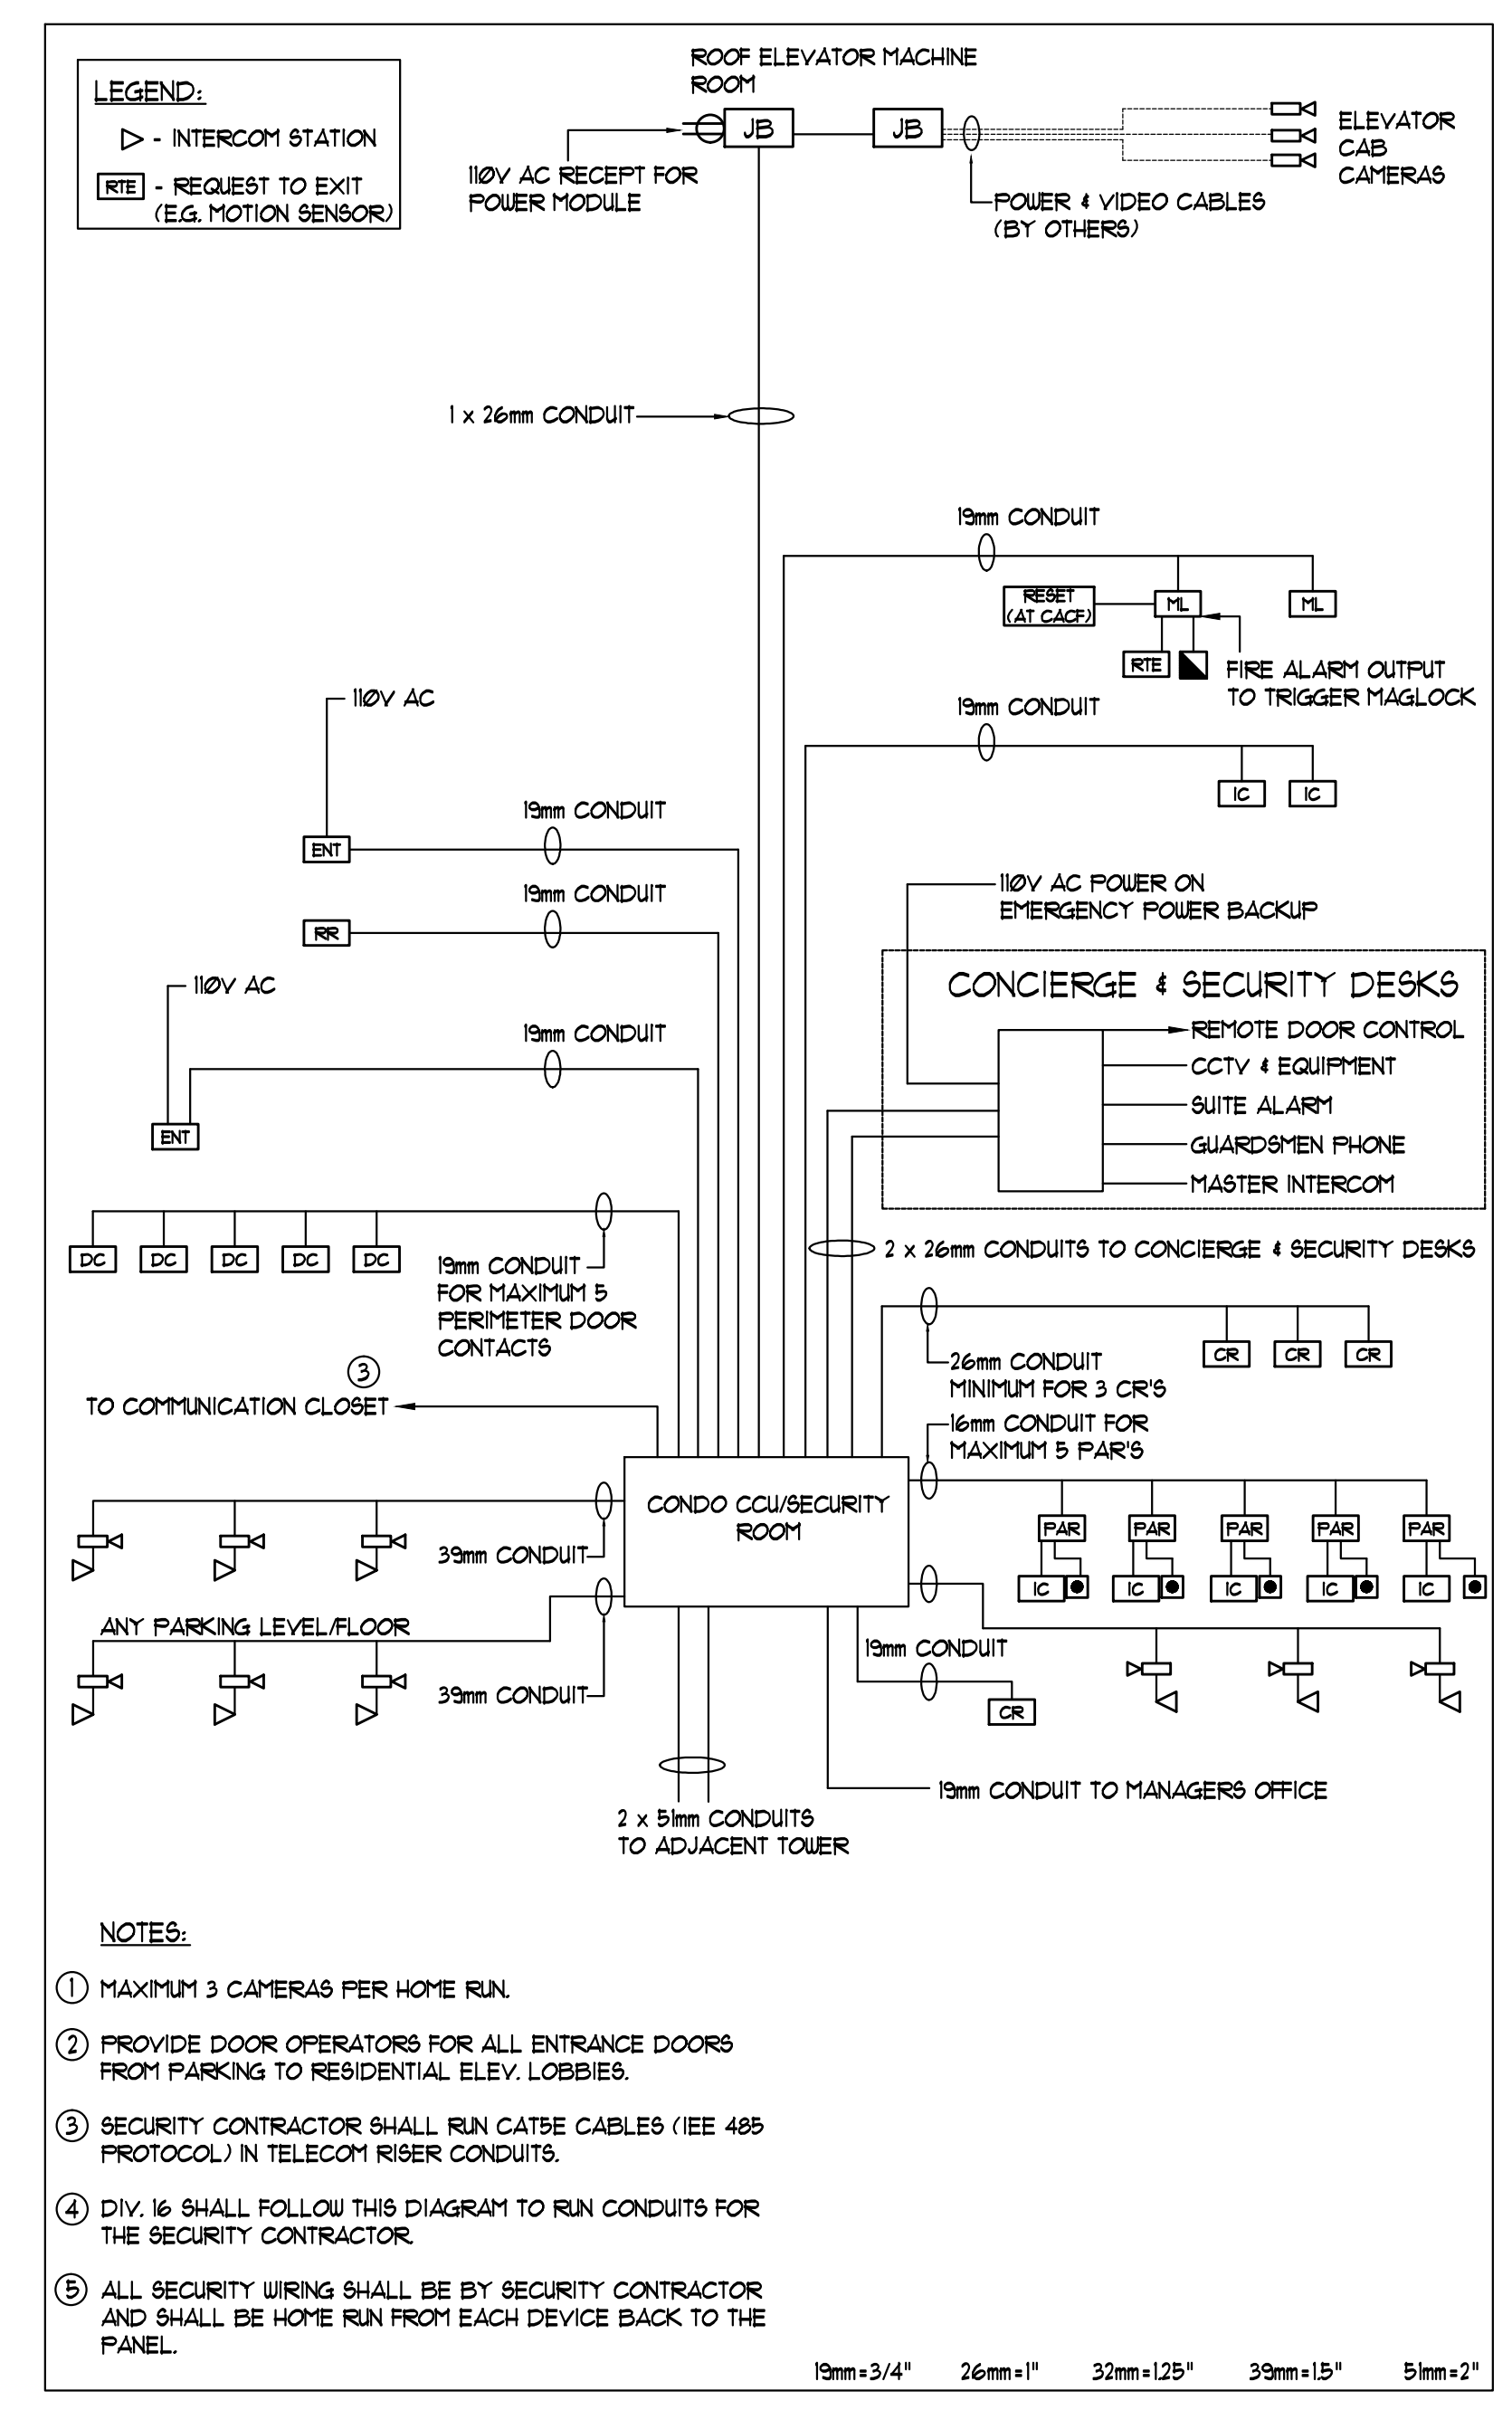 LEGEND:
- INTERCOM STATION
RTE - REQUEST TO EXIT
(E.G. MOTION SENSOR)
ROOF ELEVATOR MACHINE
ROOM
JB
JB
110V AC RECEPT FOR
POWER MODULE
ELEVATOR
CAB
CAMERAS
POWER & VIDEO CABLES
(BY OTHERS)
1 x 26mm CONDUIT
19mm CONDUIT
RESET
(AT CACF)
ML
ML
RTE
FIRE ALARM OUTPUT
TO TRIGGER MAGLOCK
19mm CONDUIT
IC
IC
110V AC
19mm CONDUIT
ENT
19mm CONDUIT
RR
110V AC
19mm CONDUIT
ENT
110V AC POWER ON
EMERGENCY POWER BACKUP
CONCIERGE & SECURITY DESKS
REMOTE DOOR CONTROL
CCTV & EQUIPMENT
SUITE ALARM
GUARDSMEN PHONE
MASTER INTERCOM
2 x 26mm CONDUITS TO CONCIERGE & SECURITY DESKS
DC
DC
DC
DC
DC
19mm CONDUIT
FOR MAXIMUM 5
PERIMETER DOOR
CONTACTS
3
TO COMMUNICATION CLOSET
CR
CR
CR
26mm CONDUIT
MINIMUM FOR 3 CR'S
16mm CONDUIT FOR
MAXIMUM 5 PAR'S
CONDO CCU/SECURITY
ROOM
39mm CONDUIT
PAR
PAR
PAR
PAR
PAR
IC
IC
IC
IC
IC
ANY PARKING LEVEL/FLOOR
39mm CONDUIT
19mm CONDUIT
CR
19mm CONDUIT TO MANAGERS OFFICE
2 x 51mm CONDUITS
TO ADJACENT TOWER
NOTES:
1 MAXIMUM 3 CAMERAS PER HOME RUN.
2 PROVIDE DOOR OPERATORS FOR ALL ENTRANCE DOORS
FROM PARKING TO RESIDENTIAL ELEV. LOBBIES.
3 SECURITY CONTRACTOR SHALL RUN CAT5E CABLES (IEE 485
PROTOCOL) IN TELECOM RISER CONDUITS.
4 DIV. 16 SHALL FOLLOW THIS DIAGRAM TO RUN CONDUITS FOR
THE SECURITY CONTRACTOR.
5 ALL SECURITY WIRING SHALL BE BY SECURITY CONTRACTOR
AND SHALL BE HOME RUN FROM EACH DEVICE BACK TO THE
PANEL.
19mm=3/4" 26mm=1" 32mm=1.25" 39mm=1.5" 51mm=2"